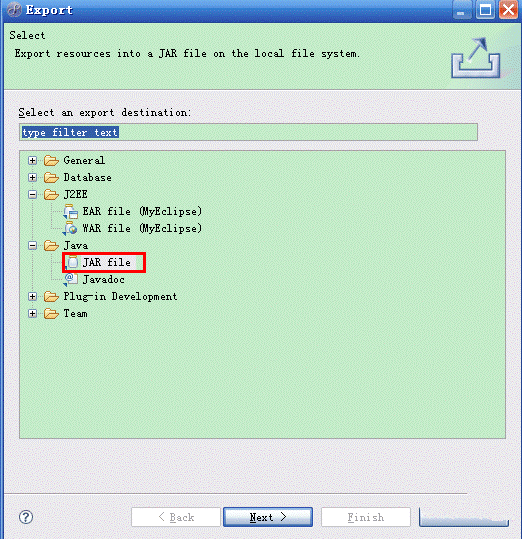 Export
Select
Export resources into a JAR file on the local file system.
Select an export destination:
type filter text
General
Database
J2EE
EAR file (MyEclipse)
WAR file (MyEclipse)
Java
JAR file
Javadoc
Plug-in Development
Team
?
< Back
Next >
Finish